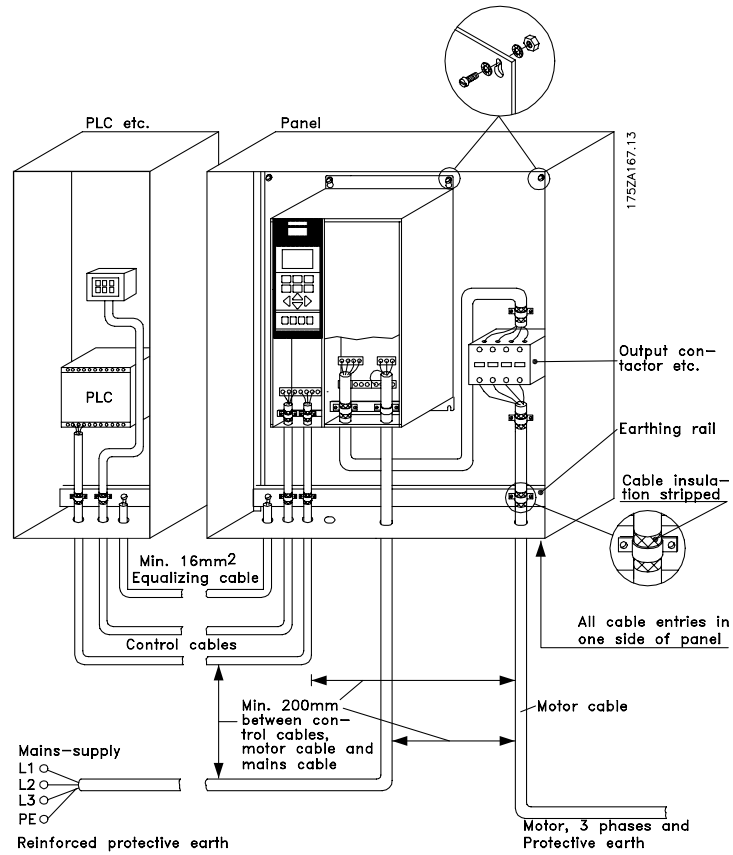 PLC etc.
Panel
175ZA167.13
PLC
Output con-
tactor etc.
Earthing rail
Cable insula-
tion stripped
Min. 16mm2
Equalizing cable
All cable entries in
one side of panel
Control cables
Min. 200mm
between con-
trol cables,
motor cable and
mains cable
Motor cable
Mains-supply
L1
L2
L3
PE
Reinforced protective earth
Motor, 3 phases and
Protective earth